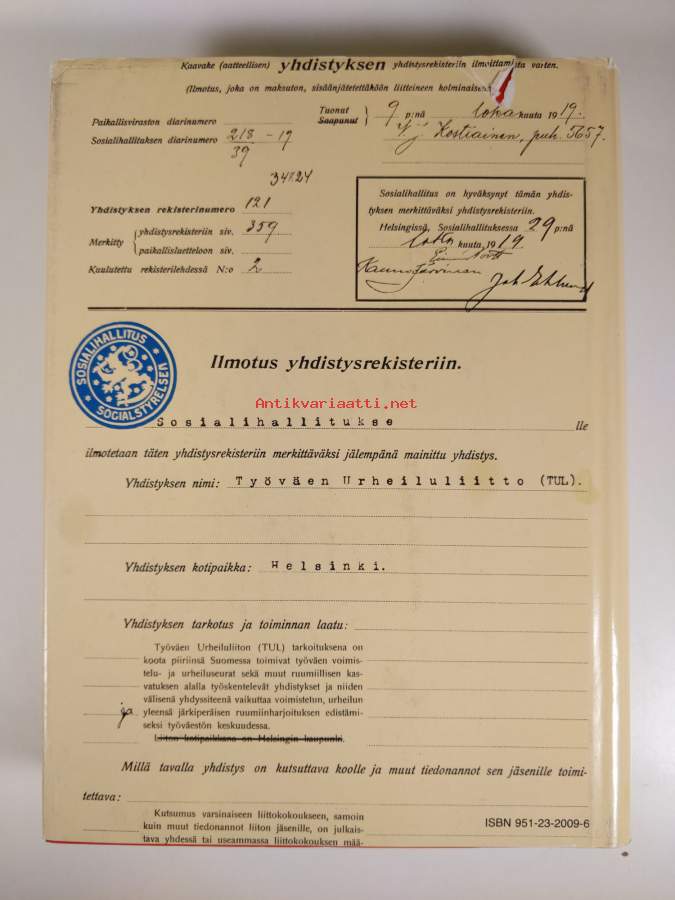 Kaavake (aatteellisen) yhdistyksen yhdistysrekisteriin ilmoittamista varten.
(Ilmotus, joka on maksuton, sisäänjätetettäköön liitteineen kolminaisena
Paikallisviraston diarinumero
Tuonut Saapunut } 9 p:nä loka kuuta 1919.
Sosialihallituksen diarinumero 218-19
39
Y.J. Kostiainen, puh. 5657.
34824
Yhdistyksen rekisterinumero 121
Merkitty { yhdistysrekisteriin siv. 359
paikallisluetteloon siv.
Kuulutettu rekisterilehdessä N:o 2
Sosialihallitus on hyväksynyt tämän yhdis-
tyksen merkittäväksi yhdistysrekisteriin.
Helsingissä, Sosialihallituksessa 29 p:nä
loka kuuta 1919.
SOSIALIHALLITUS
SOCIALSTYRELSEN
Ilmotus yhdistysrekisteriin.
Antikvariaatti.net
Sosialihallitukse lle
ilmotetaan täten yhdistysrekisteriin merkittäväksi jälempänä mainittu yhdistys.
Yhdistyksen nimi: Työväen Urheiluliitto (TUL).
Yhdistyksen kotipaikka: Helsinki.
Yhdistyksen tarkotus ja toiminnan laatu:
Työväen Urheiluliiton (TUL) tarkoituksena on
koota piiriinsä Suomessa toimivat työväen voimis-
telu- ja urheiluseurat sekä muut ruumiillisen kas-
vatuksen alalla työskentelevät yhdistykset ja niiden
välisenä yhdyssiteenä vaikuttaa voimistelun, urheilun
ja yleensä järkiperäisen ruumiinharjoituksen edistämi-
seksi työväestön keskuudessa.
Liiton kotipaikkana on Helsingin kaupunki.
Millä tavalla yhdistys on kutsuttava koolle ja muut tiedonannot sen jäsenille toimi-
tettava:
Kutsumus varsinaiseen liittokokoukseen, samoin
kuin muut tiedonannot liiton jäsenille, on julkais-
tava yhdessä tai useammassa liittokokouksen mää-
ISBN 951-23-2009-6